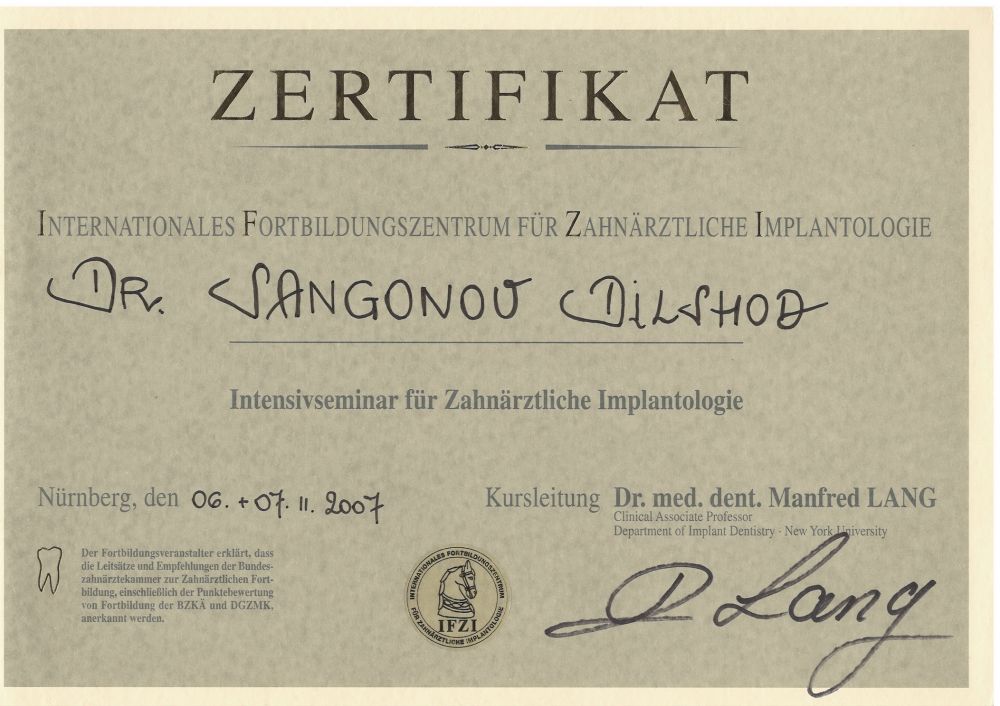 ZERTIFIKAT
INTERNATIONALES FORTBILDUNGSZENTRUM FÜR ZAHNÄRZTLICHE IMPLANTOLOGIE
DR. SANGONOV DILSHOD
Intensivseminar für Zahnärztliche Implantologie
Nürnberg, den 06. + 07. 11. 2007
Kursleitung Dr. med. dent. Manfred LANG
Clinical Associate Professor
Department of Implant Dentistry · New York University
Der Fortbildungsveranstalter erklärt, dass
die Leitsätze und Empfehlungen der Bundes-
zahnärztekammer zur Zahnärztlichen Fort-
bildung, einschließlich der Punktebewertung
von Fortbildung der BZKÄ und DGZMK,
anerkannt werden.
INTERNATIONALES FORTBILDUNGSZENTRUM
FÜR ZAHNÄRZTLICHE IMPLANTOLOGIE
IFZI
D Lang